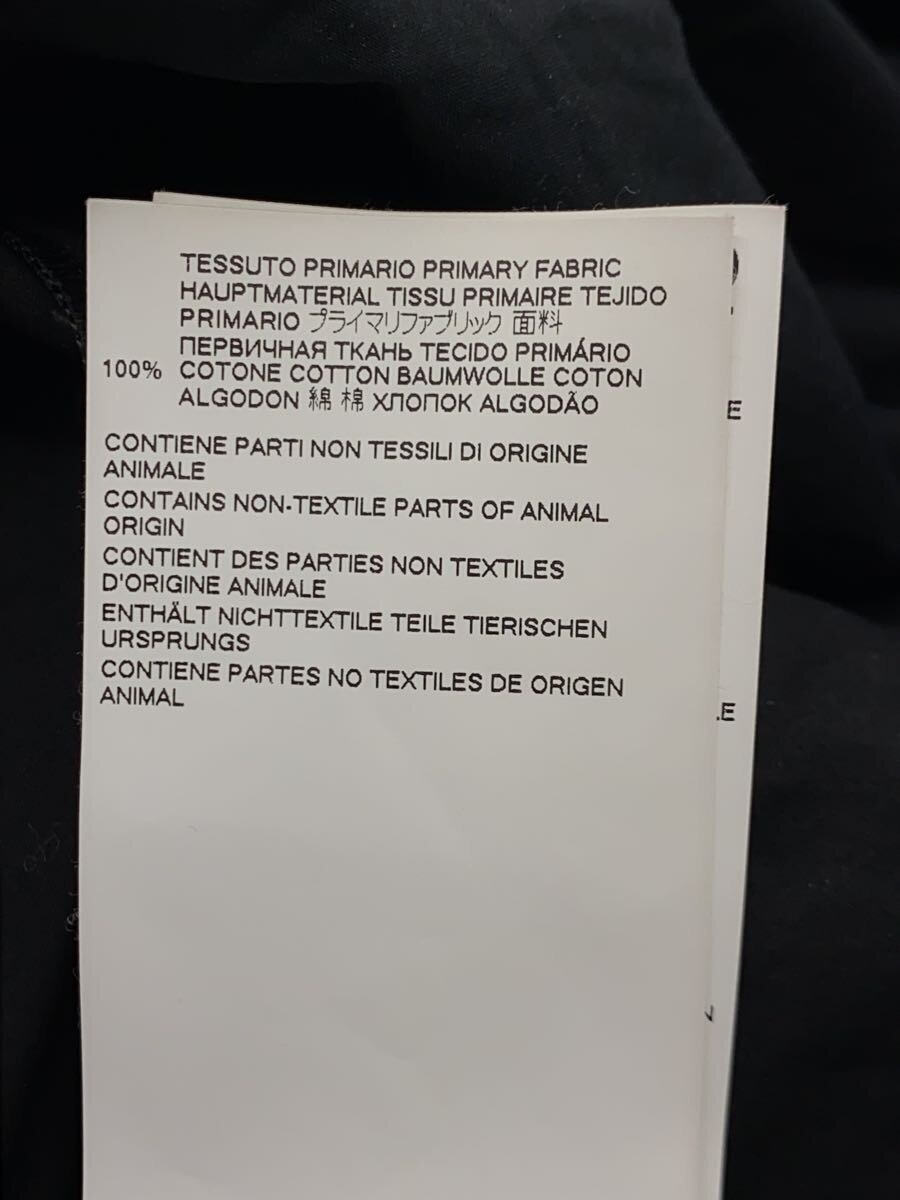 TESSUTO PRIMARIO PRIMARY FABRIC
HAUPTMATERIAL TISSU PRIMAIRE TEJIDO
PRIMARIO プライマリファブリック 面料
ПЕРВИЧНАЯ ТКАНЬ TECIDO PRIMÁRIO
100% COTONE COTTON BAUMWOLLE COTON
ALGODON 綿 棉 ХЛОПОК ALGODÃO
CONTIENE PARTI NON TESSILI DI ORIGINE
ANIMALE
CONTAINS NON-TEXTILE PARTS OF ANIMAL
ORIGIN
CONTIENT DES PARTIES NON TEXTILES
D'ORIGINE ANIMALE
ENTHÄLT NICHTTEXTILE TEILE TIERISCHEN
URSPRUNGS
CONTIENE PARTES NO TEXTILES DE ORIGEN
ANIMAL